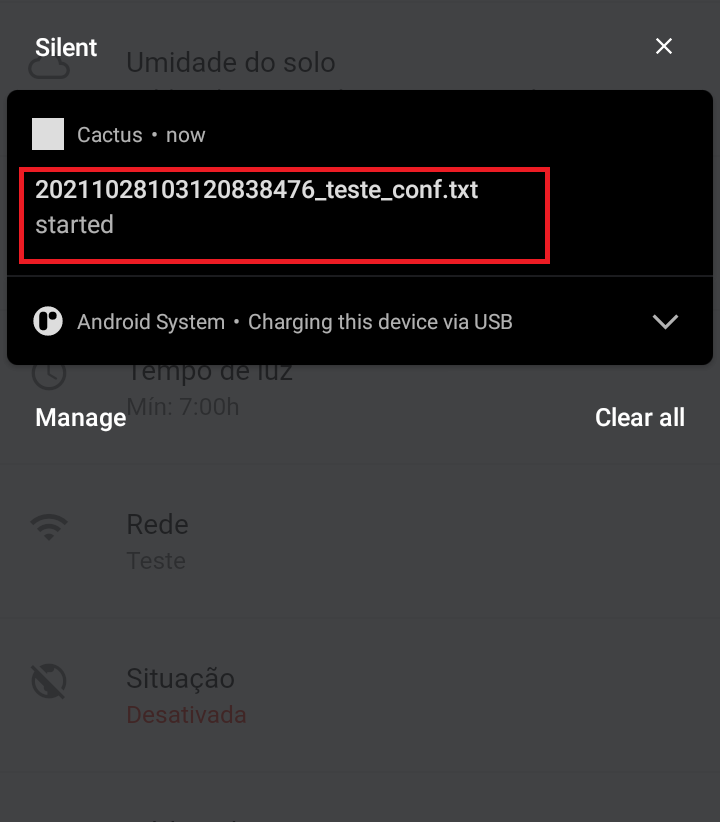 Silent
Umidade do solo
Cactus • now
20211028103120838476_teste_conf.txt
started
Android System • Charging this device via USB
Tempo de luz
Mín: 7:00h
Manage
Clear all
Rede
Teste
Situação
Desativada